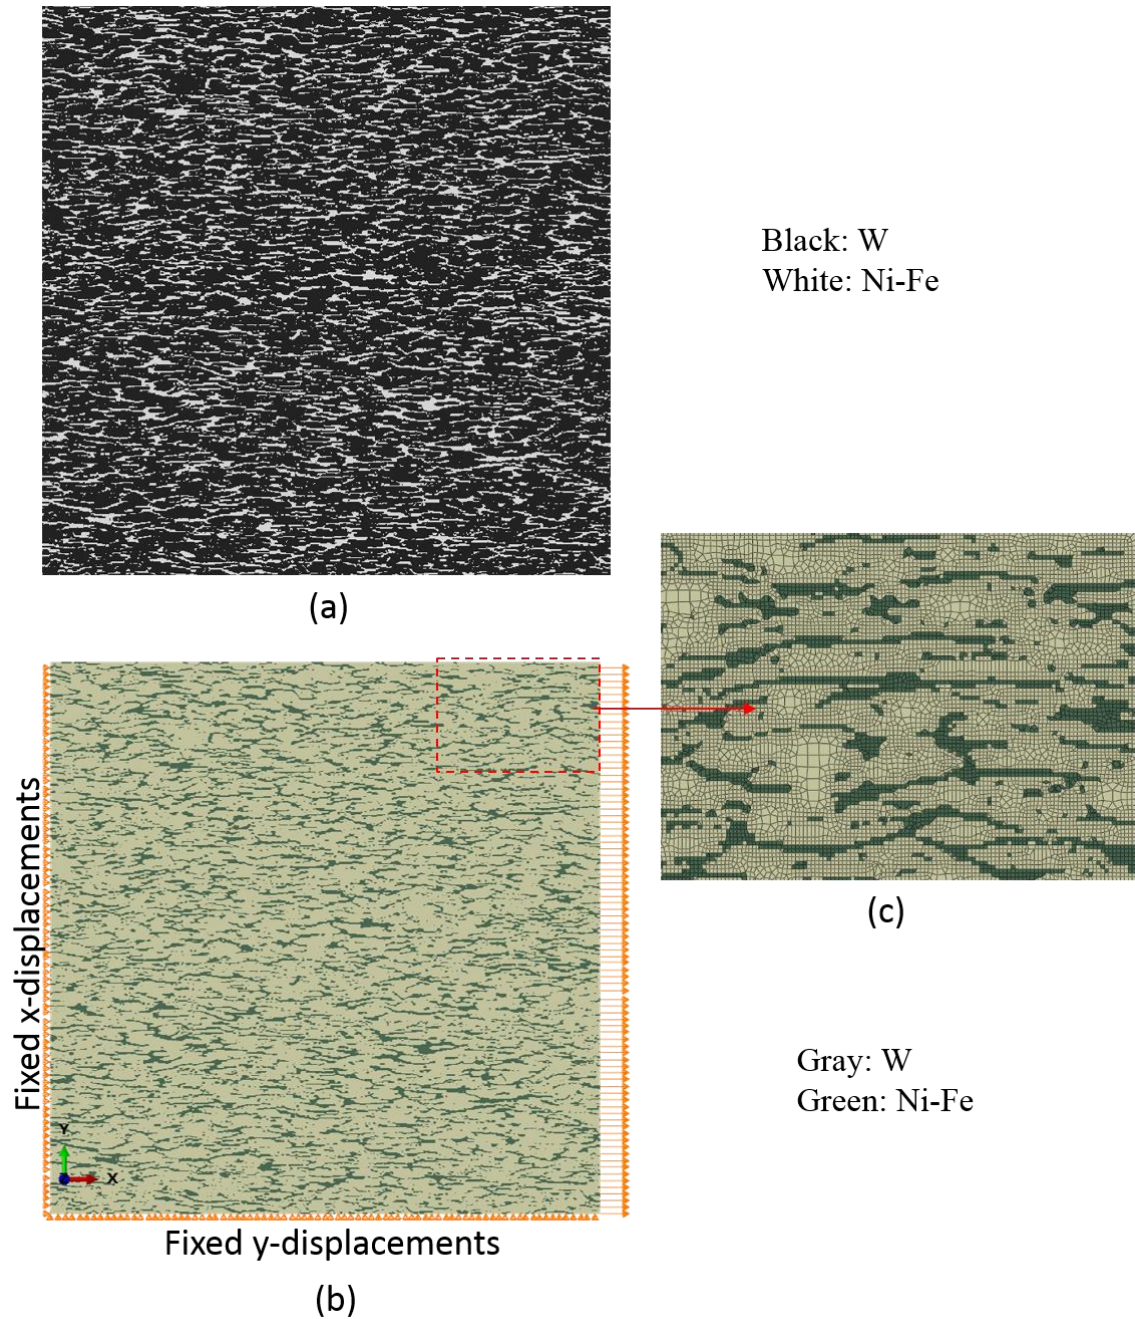 (a)
Black: W
White: Ni-Fe
Fixed x-displacements
Y
X
Fixed y-displacements
(b)
(c)
Gray: W
Green: Ni-Fe